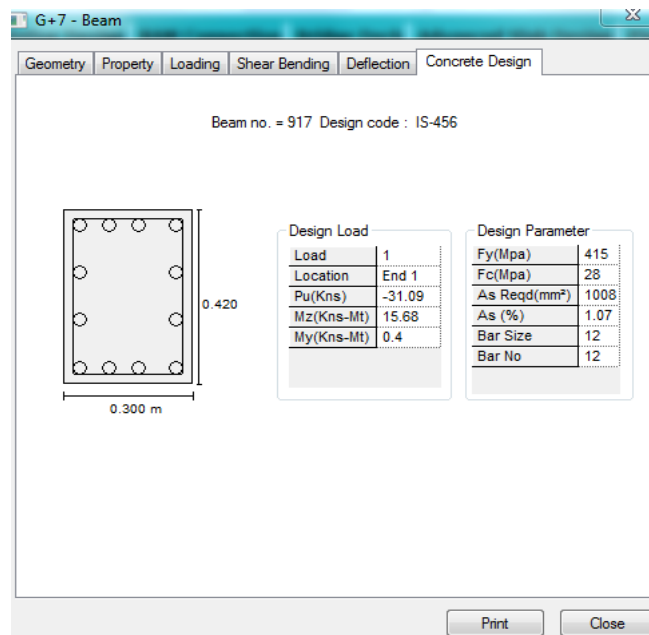 G+7 - Beam
Geometry Property Loading Shear Bending Deflection Concrete Design
Beam no. = 917 Design code : IS-456
0.420
0.300 m
Design Load
Load 1
Location End 1
Pu(Kns) -31.09
Mz(Kns-Mt) 15.68
My(Kns-Mt) 0.4
Design Parameter
Fy(Mpa) 415
Fc(Mpa) 28
As Reqd(mm²) 1008
As (%) 1.07
Bar Size 12
Bar No 12
Print Close